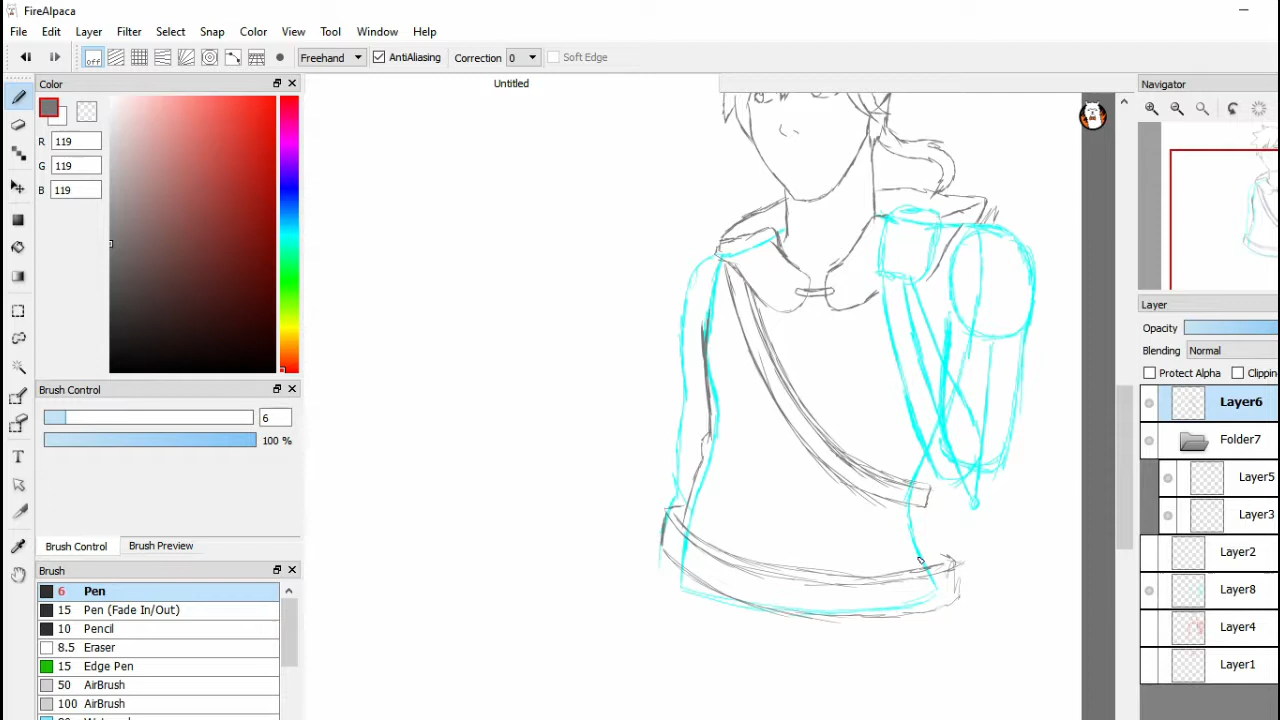 FireAlpaca
File Edit Layer Filter Select Snap Color View Tool Window Help
off Freehand AntiAliasing Correction 0 Soft Edge
Color
Untitled
Navigator
R 119
G 119
B 119
Layer
Opacity
Blending Normal
Protect Alpha Clippin
Brush Control
6
100 %
Layer6
Folder7
Layer5
Layer3
Brush Control Brush Preview
Layer2
Brush
6 Pen
Layer8
15 Pen (Fade In/Out)
10 Pencil
Layer4
8.5 Eraser
15 Edge Pen
Layer1
50 AirBrush
100 AirBrush